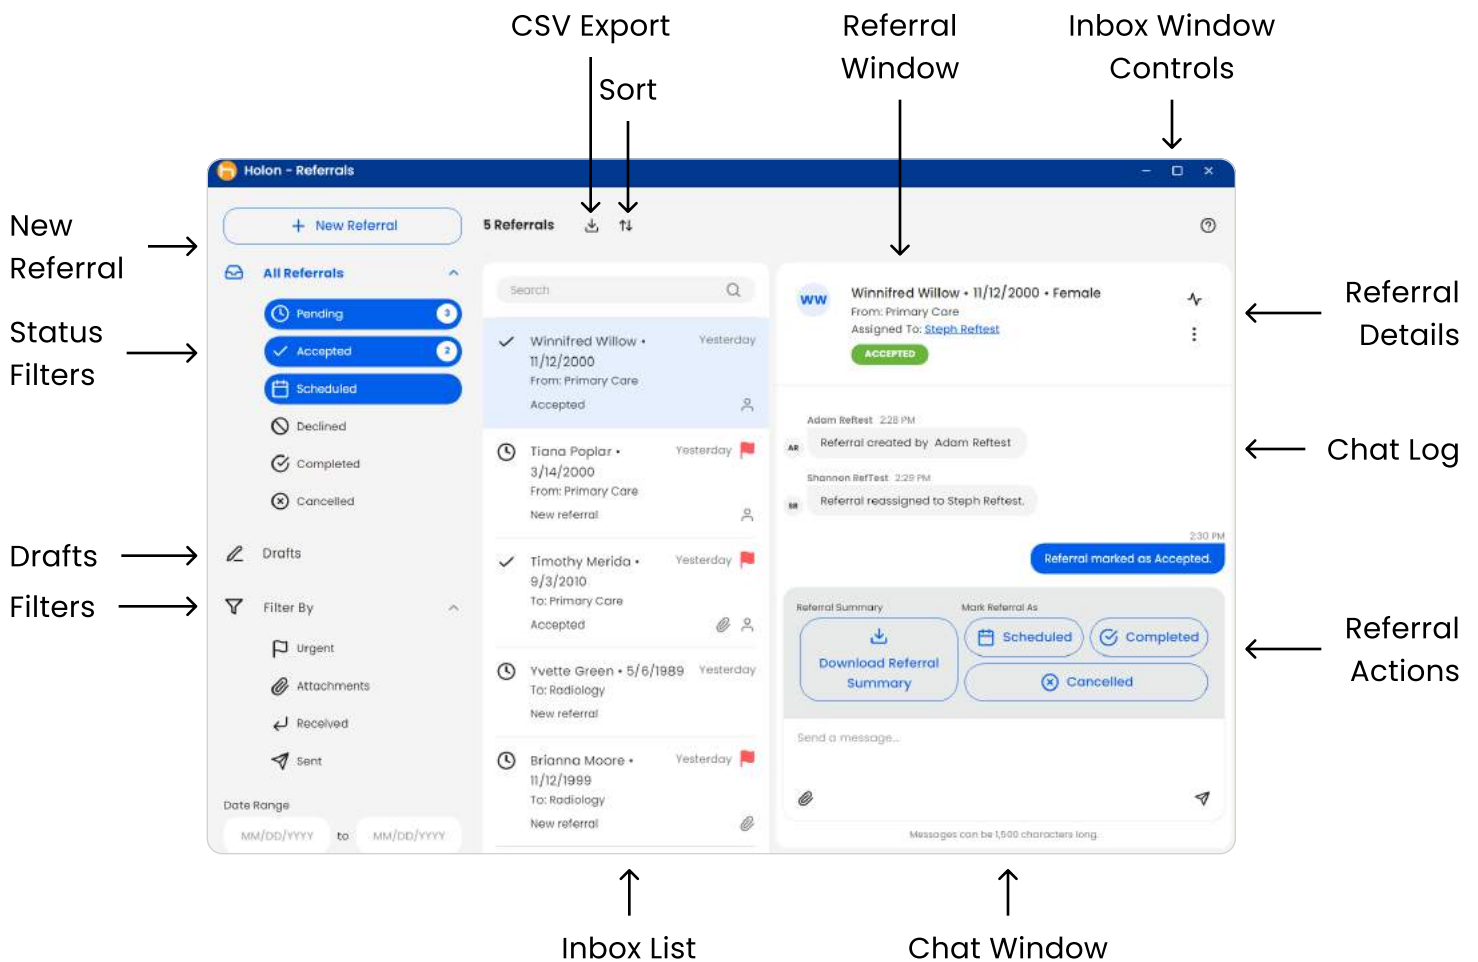 CSV Export
Sort
Referral
Window
Inbox Window
Controls
Holon - Referrals
New
Referral
Status
Filters
Drafts
Filters
+ New Referral
All Referrals
Pending 3
Accepted 2
Scheduled
Declined
Completed
Cancelled
Drafts
Filter By
Urgent
Attachments
Received
Sent
Date Range
MM/DD/YYYY to MM/DD/YYYY
5 Referrals
Search
Winnifred Willow • Yesterday
11/12/2000
From: Primary Care
Accepted
Tiana Poplar • Yesterday
3/14/2000
From: Primary Care
New referral
Timothy Merida • Yesterday
9/3/2010
To: Primary Care
Accepted
Yvette Green • 5/6/1989 Yesterday
To: Radiology
New referral
Brianna Moore • Yesterday
11/12/1999
To: Radiology
New referral
WW
Winnifred Willow • 11/12/2000 • Female
From: Primary Care
Assigned To: Steph Reftest
ACCEPTED
Adam Reftest 2:28 PM
AR Referral created by Adam Reftest
Shannon RefTest 2:29 PM
SR Referral reassigned to Steph Reftest.
2:30 PM
Referral marked as Accepted.
Referral Summary
Download Referral
Summary
Mark Referral As
Scheduled
Completed
Cancelled
Send a message...
Messages can be 1,500 characters long.
Referral
Details
Chat Log
Referral
Actions
Inbox List
Chat Window